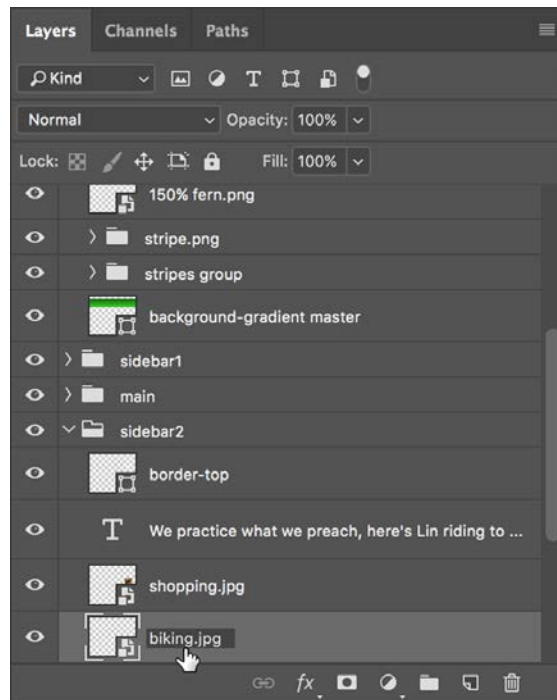 Layers Channels Paths
Kind T
Normal Opacity: 100%
Lock: Fill: 100%
150% fern.png
stripe.png
stripes group
background-gradient master
sidebar1
main
sidebar2
border-top
T We practice what we preach, here's Lin riding to ...
shopping.jpg
biking.jpg
fx